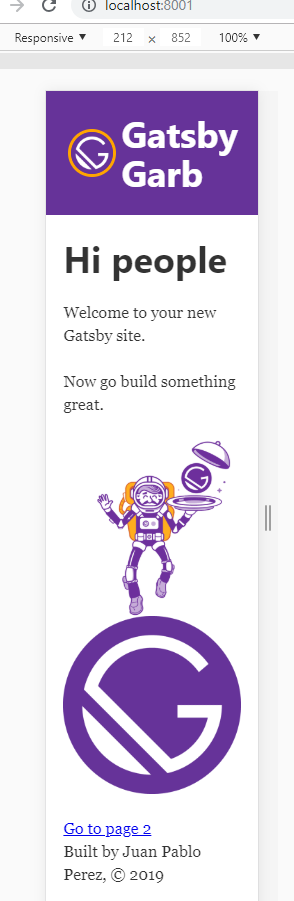 localhost:8001
Responsive ▼ 212 × 852 100% ▼
Gatsby
Garb
Hi people
Welcome to your new
Gatsby site.
Now go build something
great.
Go to page 2
Built by Juan Pablo
Perez, © 2019